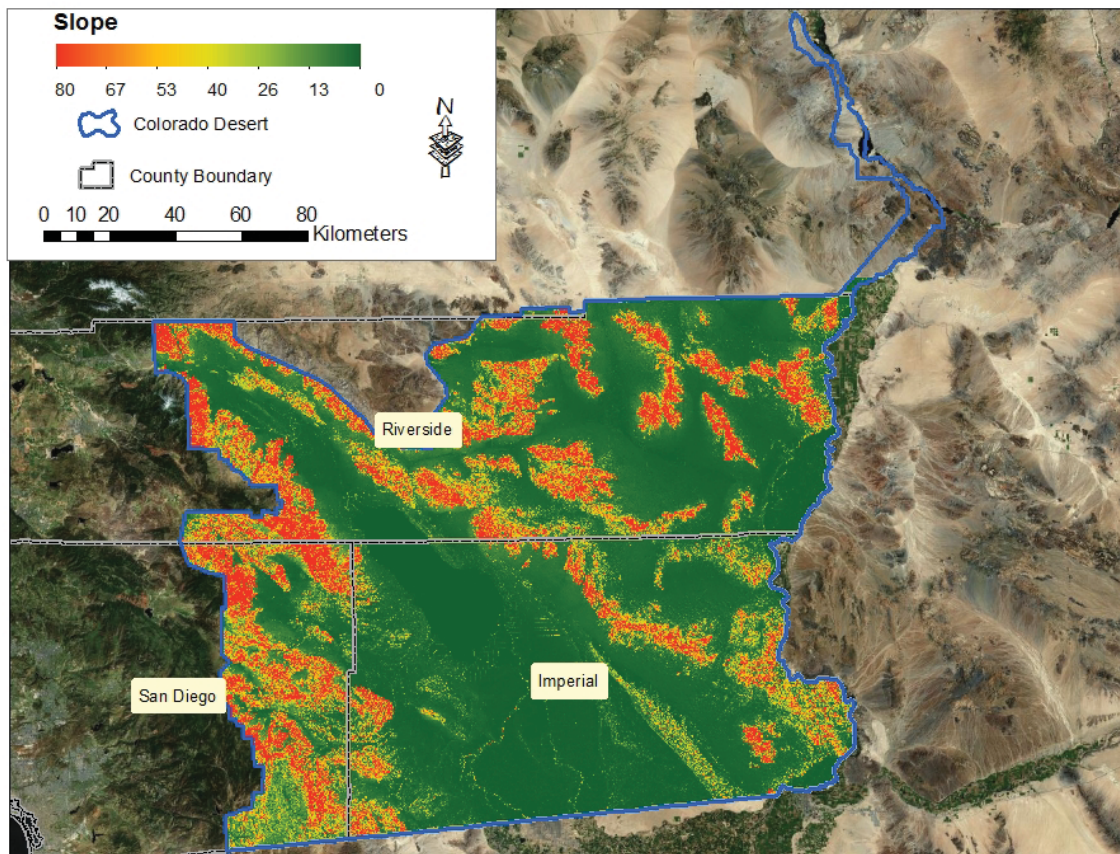 Slope
80 67 53 40 26 13 0
Colorado Desert
N
County Boundary
0 10 20 40 60 80
Kilometers
Riverside
San Diego
Imperial